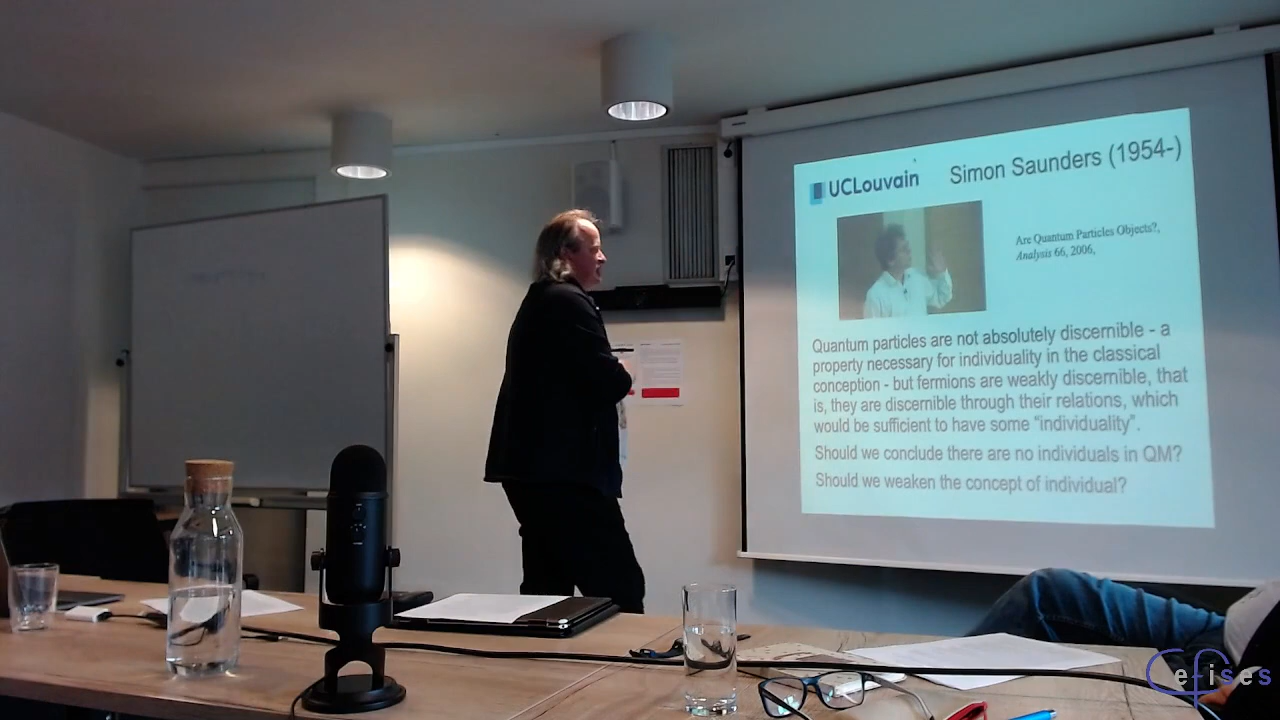 UCLouvain
Simon Saunders (1954-)
Are Quantum Particles Objects?,
Analysis 66, 2006,
Quantum particles are not absolutely discernible - a
property necessary for individuality in the classical
conception - but fermions are weakly discernible, that
is, they are discernible through their relations, which
would be sufficient to have some “individuality”.
Should we conclude there are no individuals in QM?
Should we weaken the concept of individual?
Cefises